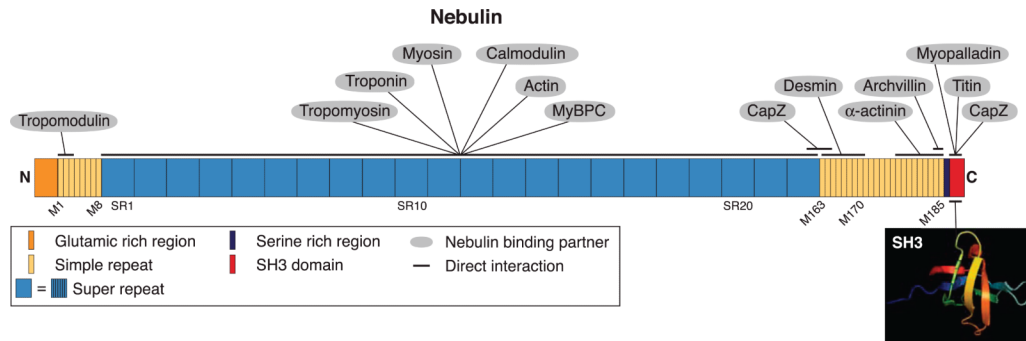 Nebulin
Myosin
Calmodulin
Myopalladin
Troponin
Actin
Desmin
Archvillin
Titin
Tropomyosin
MyBPC
CapZ
α-actinin
CapZ
Tropomodulin
N
C
M1
M8
SR1
SR10
SR20
M163
M170
M185
Glutamic rich region
Serine rich region
Nebulin binding partner
Simple repeat
SH3 domain
Direct interaction
= Super repeat
SH3